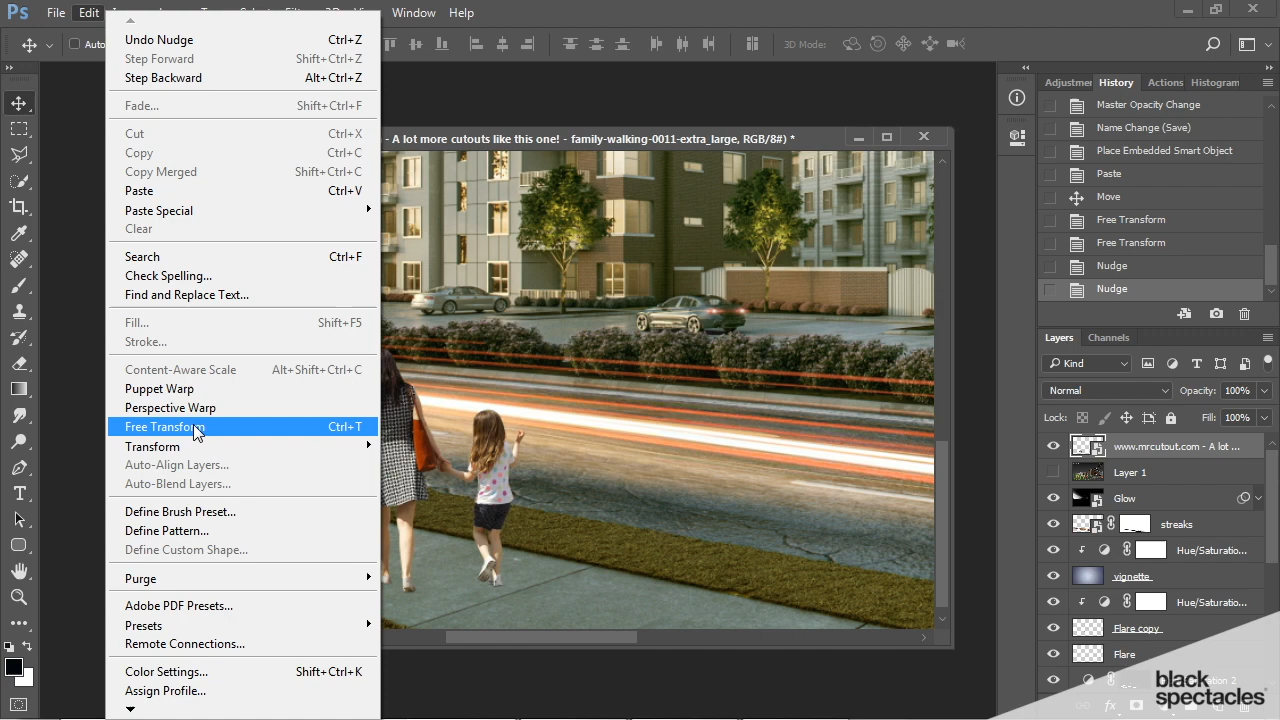 Ps File Edit Window Help
Auto
3D Mode:
Undo Nudge Ctrl+Z
Step Forward Shift+Ctrl+Z
Step Backward Alt+Ctrl+Z
Fade... Shift+Ctrl+F
Cut Ctrl+X
Copy Ctrl+C
Copy Merged Shift+Ctrl+C
Paste Ctrl+V
Paste Special
Clear
Search Ctrl+F
Check Spelling...
Find and Replace Text...
Fill... Shift+F5
Stroke...
Content-Aware Scale Alt+Shift+Ctrl+C
Puppet Warp
Perspective Warp
Free Transform Ctrl+T
Transform
Auto-Align Layers...
Auto-Blend Layers...
Define Brush Preset...
Define Pattern...
Define Custom Shape...
Purge
Adobe PDF Presets...
Presets
Remote Connections...
Color Settings... Shift+Ctrl+K
Assign Profile...
- A lot more cutouts like this one! - family-walking-0011-extra_large, RGB/8#) *
Adjustmer History Actions Histogram
Master Opacity Change
Name Change (Save)
Place Embedded Smart Object
Paste
Move
Free Transform
Free Transform
Nudge
Nudge
Layers Channels
Kind
Normal Opacity: 100%
Lock: Fill: 100%
www.mrcutout.com - A lot ...
Layer 1
Glow
streaks
Hue/Saturatio...
vignette
Hue/Saturatio...
Flare copy
Flare
black
spectacles